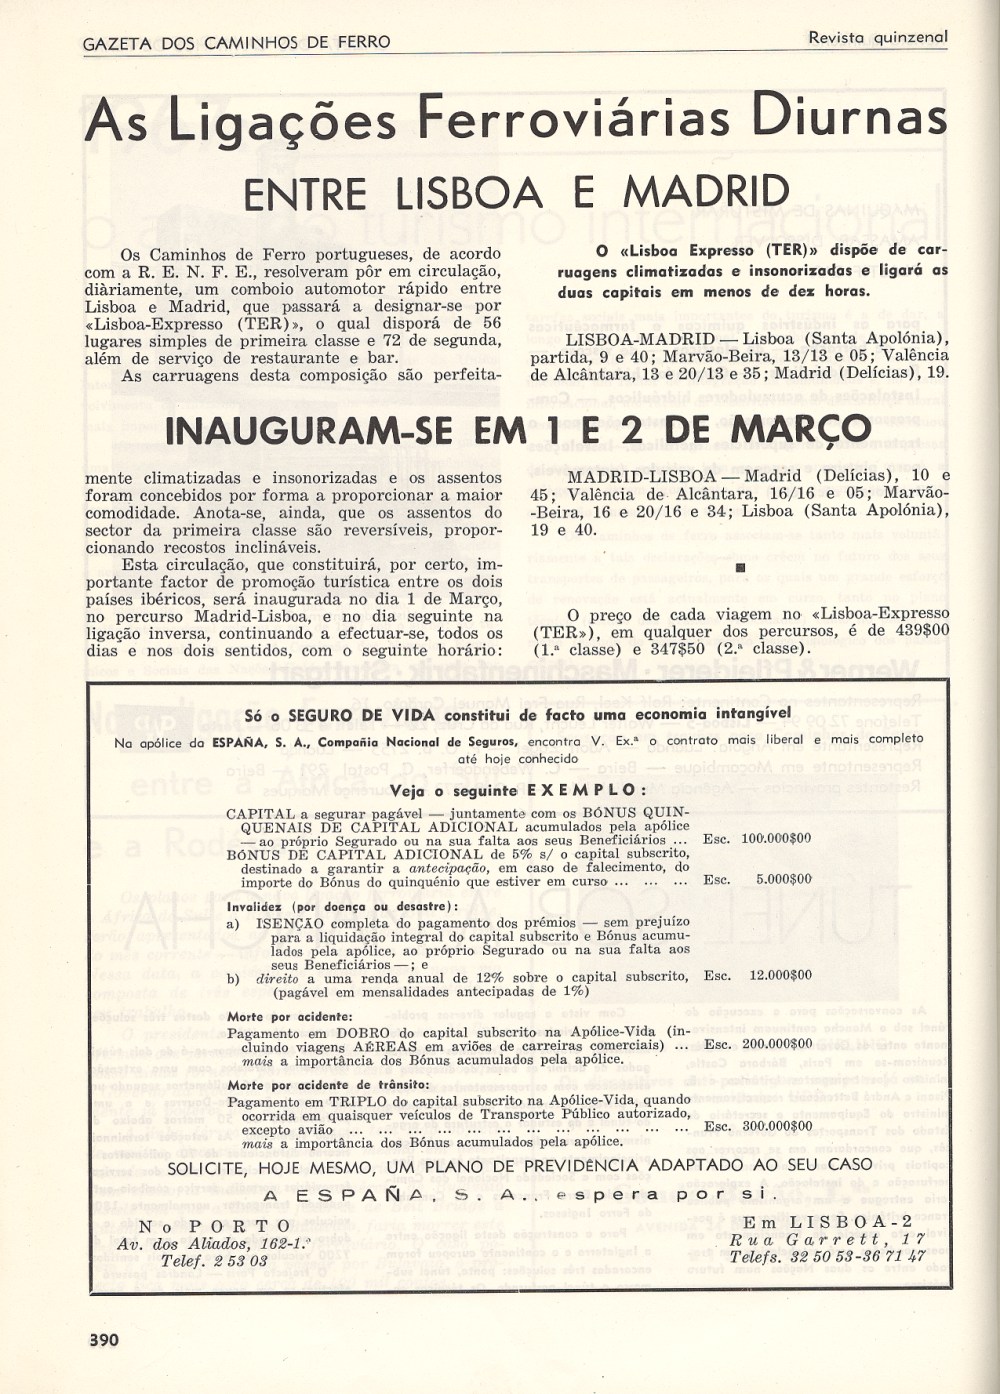 GAZETA DOS CAMINHOS DE FERRO
Revista quinzenal
As Ligações Ferroviárias Diurnas
ENTRE LISBOA E MADRID
Os Caminhos de Ferro portugueses, de acordo
com a R. E. N. F. E., resolveram pôr em circulação,
diàriamente, um comboio automotor rápido entre
Lisboa e Madrid, que passará a designar-se por
«Lisboa-Expresso (TER)», o qual disporá de 56
lugares simples de primeira classe e 72 de segunda,
além de serviço de restaurante e bar.
As carruagens desta composição são perfeita-
O «Lisboa Expresso (TER)» dispõe de car-
ruagens climatizadas e insonorizadas e ligará as
duas capitais em menos de dez horas.
LISBOA-MADRID — Lisboa (Santa Apolónia),
partida, 9 e 40; Marvão-Beira, 13/13 e 05; Valência
de Alcântara, 13 e 20/13 e 35; Madrid (Delícias), 19.
INAUGURAM-SE EM 1 E 2 DE MARÇO
mente climatizadas e insonorizadas e os assentos
foram concebidos por forma a proporcionar a maior
comodidade. Anota-se, ainda, que os assentos do
sector da primeira classe são reversíveis, propor-
cionando recostos inclináveis.
Esta circulação, que constituirá, por certo, im-
portante factor de promoção turística entre os dois
países ibéricos, será inaugurada no dia 1 de Março,
no percurso Madrid-Lisboa, e no dia seguinte na
ligação inversa, continuando a efectuar-se, todos os
dias e nos dois sentidos, com o seguinte horário:
MADRID-LISBOA — Madrid (Delícias), 10 e
45; Valência de Alcântara, 16/16 e 05; Marvão-
-Beira, 16 e 20/16 e 34; Lisboa (Santa Apolónia),
19 e 40.
■
O preço de cada viagem no «Lisboa-Expresso
(TER»), em qualquer dos percursos, é de 439$00
(1.ª classe) e 347$50 (2.ª classe).
Só o SEGURO DE VIDA constitui de facto uma economia intangível
Na apólice da ESPAÑA, S. A., Compañia Nacional de Seguros, encontra V. Ex.ª o contrato mais liberal e mais completo
até hoje conhecido
Veja o seguinte EXEMPLO:
CAPITAL a segurar pagável — juntamente com os BÓNUS QUIN-
QUENAIS DE CAPITAL ADICIONAL acumulados pela apólice
— ao próprio Segurado ou na sua falta aos seus Beneficiários ... Esc. 100.000$00
BÓNUS DE CAPITAL ADICIONAL de 5% s/ o capital subscrito,
destinado a garantir a antecipação, em caso de falecimento, do
importe do Bónus do quinquénio que estiver em curso ... ... ... Esc. 5.000$00
Invalidez (por doença ou desastre):
a) ISENÇÃO completa do pagamento dos prémios — sem prejuízo
para a liquidação integral do capital subscrito e Bónus acumu-
lados pela apólice, ao próprio Segurado ou na sua falta aos
seus Beneficiários —; e
b) direito a uma renda anual de 12% sobre o capital subscrito, Esc. 12.000$00
(pagável em mensalidades antecipadas de 1%)
Morte por acidente:
Pagamento em DOBRO do capital subscrito na Apólice-Vida (in-
cluindo viagens AÉREAS em aviões de carreiras comerciais) ... Esc. 200.000$00
mais a importância dos Bónus acumulados pela apólice.
Morte por acidente de trânsito:
Pagamento em TRIPLO do capital subscrito na Apólice-Vida, quando
ocorrida em quaisquer veículos de Transporte Público autorizado,
excepto avião ... ... ... ... ... ... ... ... ... ... ... ... Esc. 300.000$00
mais a importância dos Bónus acumulados pela apólice.
SOLICITE, HOJE MESMO, UM PLANO DE PREVIDÊNCIA ADAPTADO AO SEU CASO
A ESPAÑA, S. A., espera por si.
No PORTO
Av. dos Aliados, 162-1.º
Telef. 2 53 03
Em LISBOA-2
Rua Garrett, 17
Telefs. 32 50 53-36 71 47
390